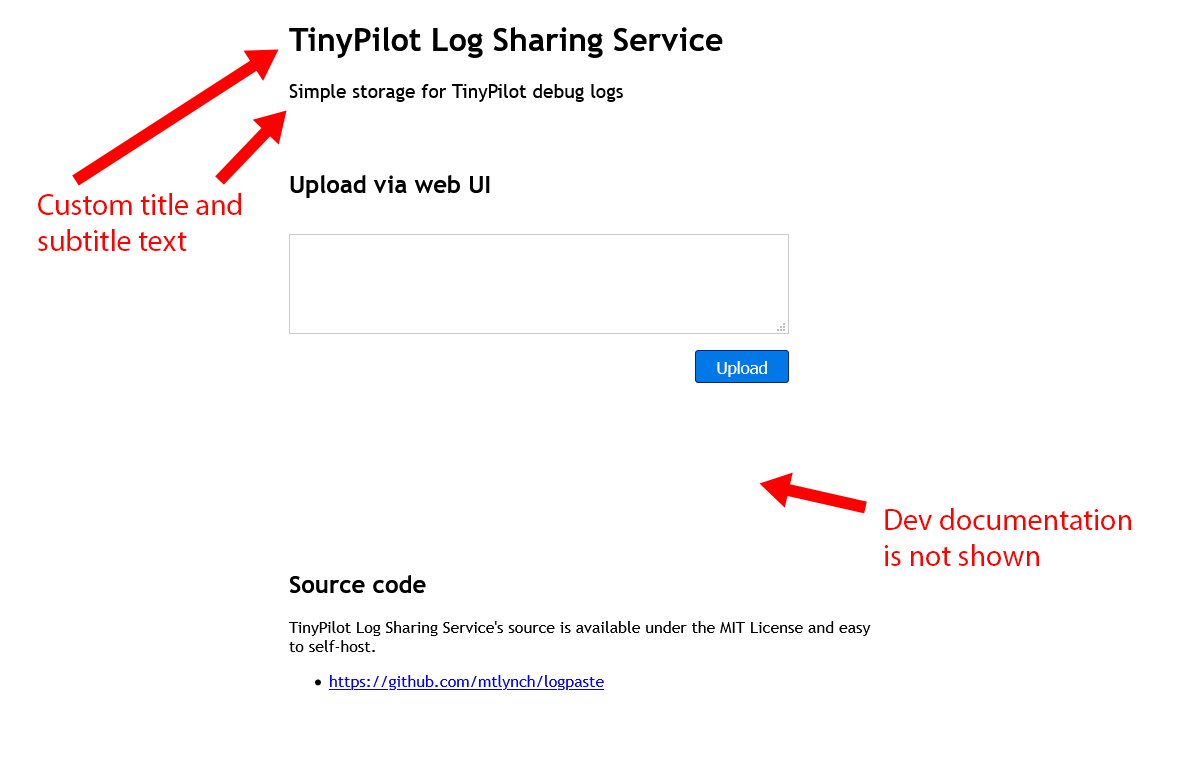 TinyPilot Log Sharing Service
Simple storage for TinyPilot debug logs
Upload via web UI
Custom title and
subtitle text
Upload
Dev documentation
is not shown
Source code
TinyPilot Log Sharing Service's source is available under the MIT License and easy
to self-host.
https://github.com/mtlynch/logpaste